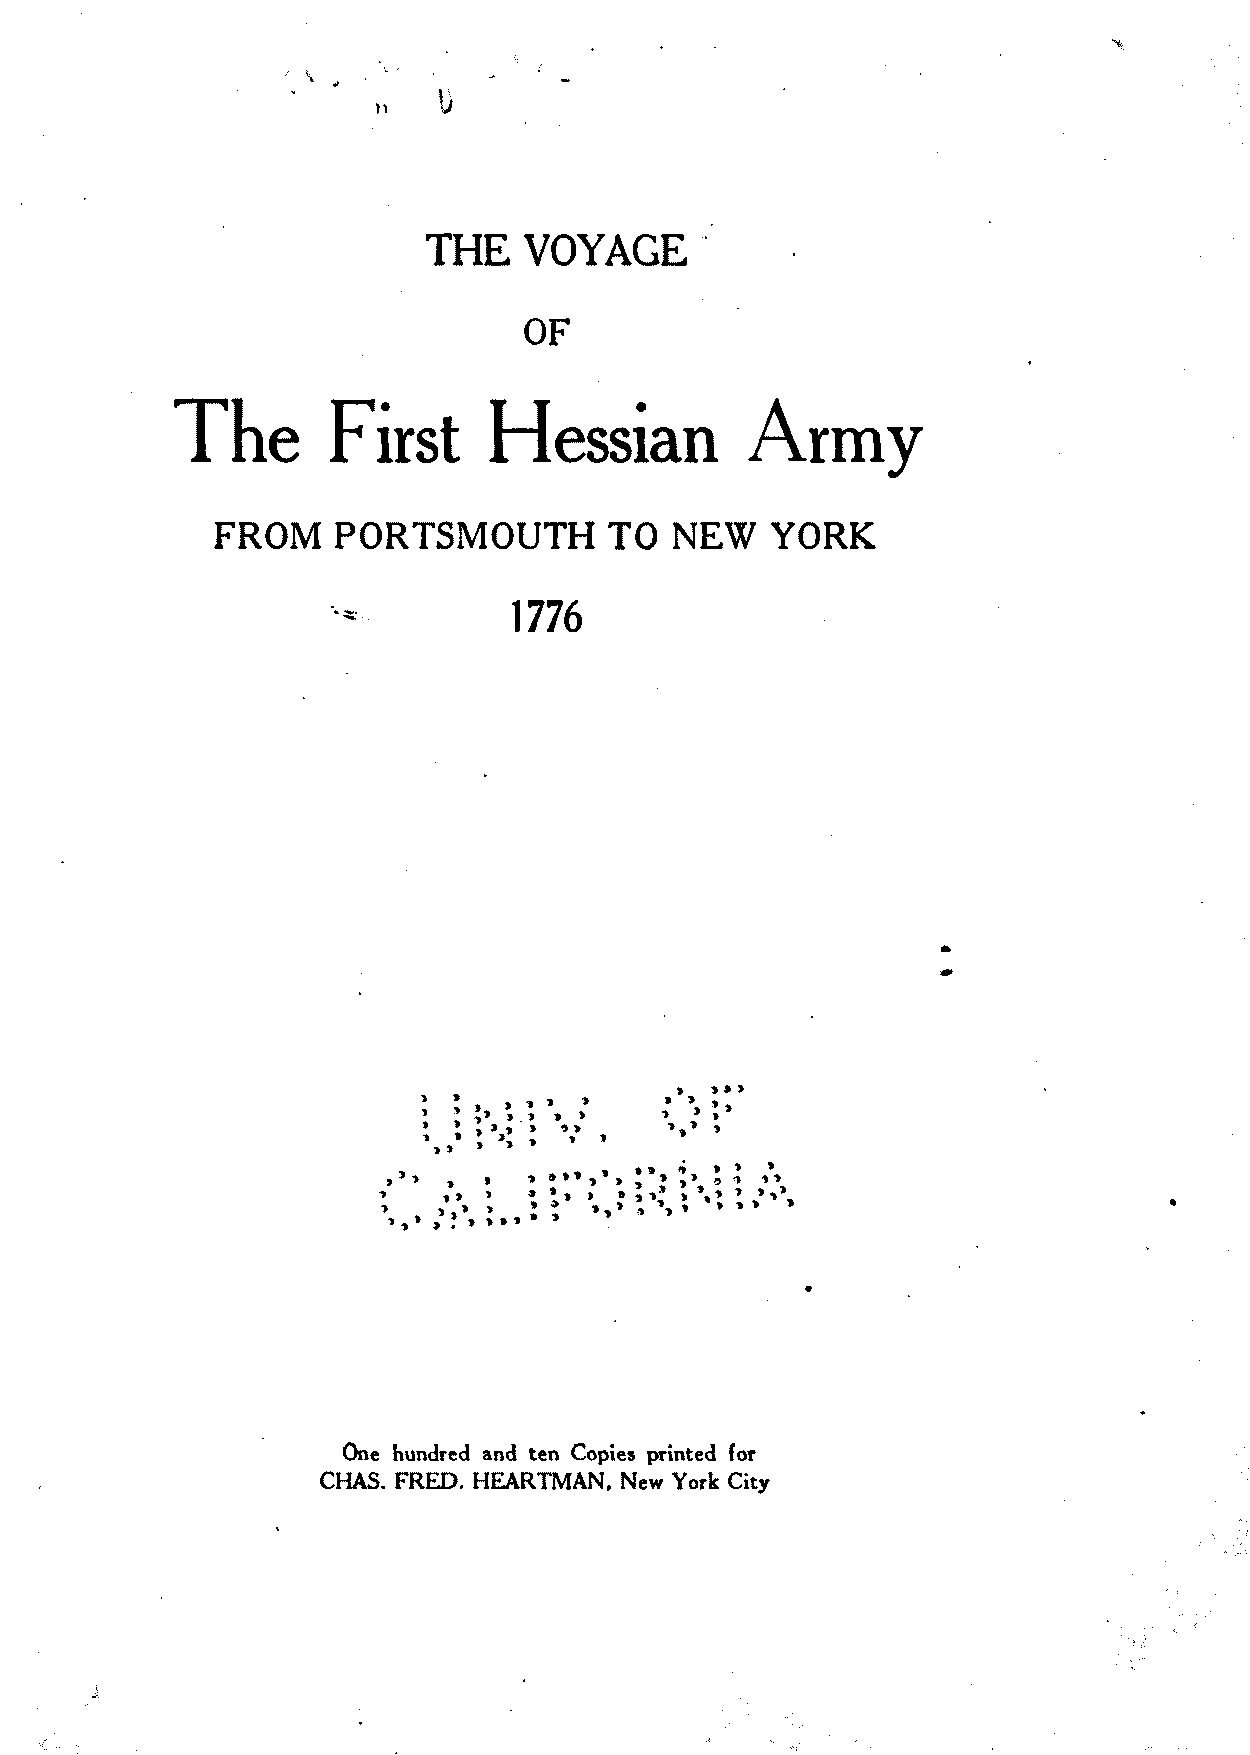 THE VOYAGE
OF
The First Hessian Army
FROM PORTSMOUTH TO NEW YORK
1776
UNIV. OF
CALIFORNIA
One hundred and ten Copies printed for
CHAS. FRED. HEARTMAN, New York City